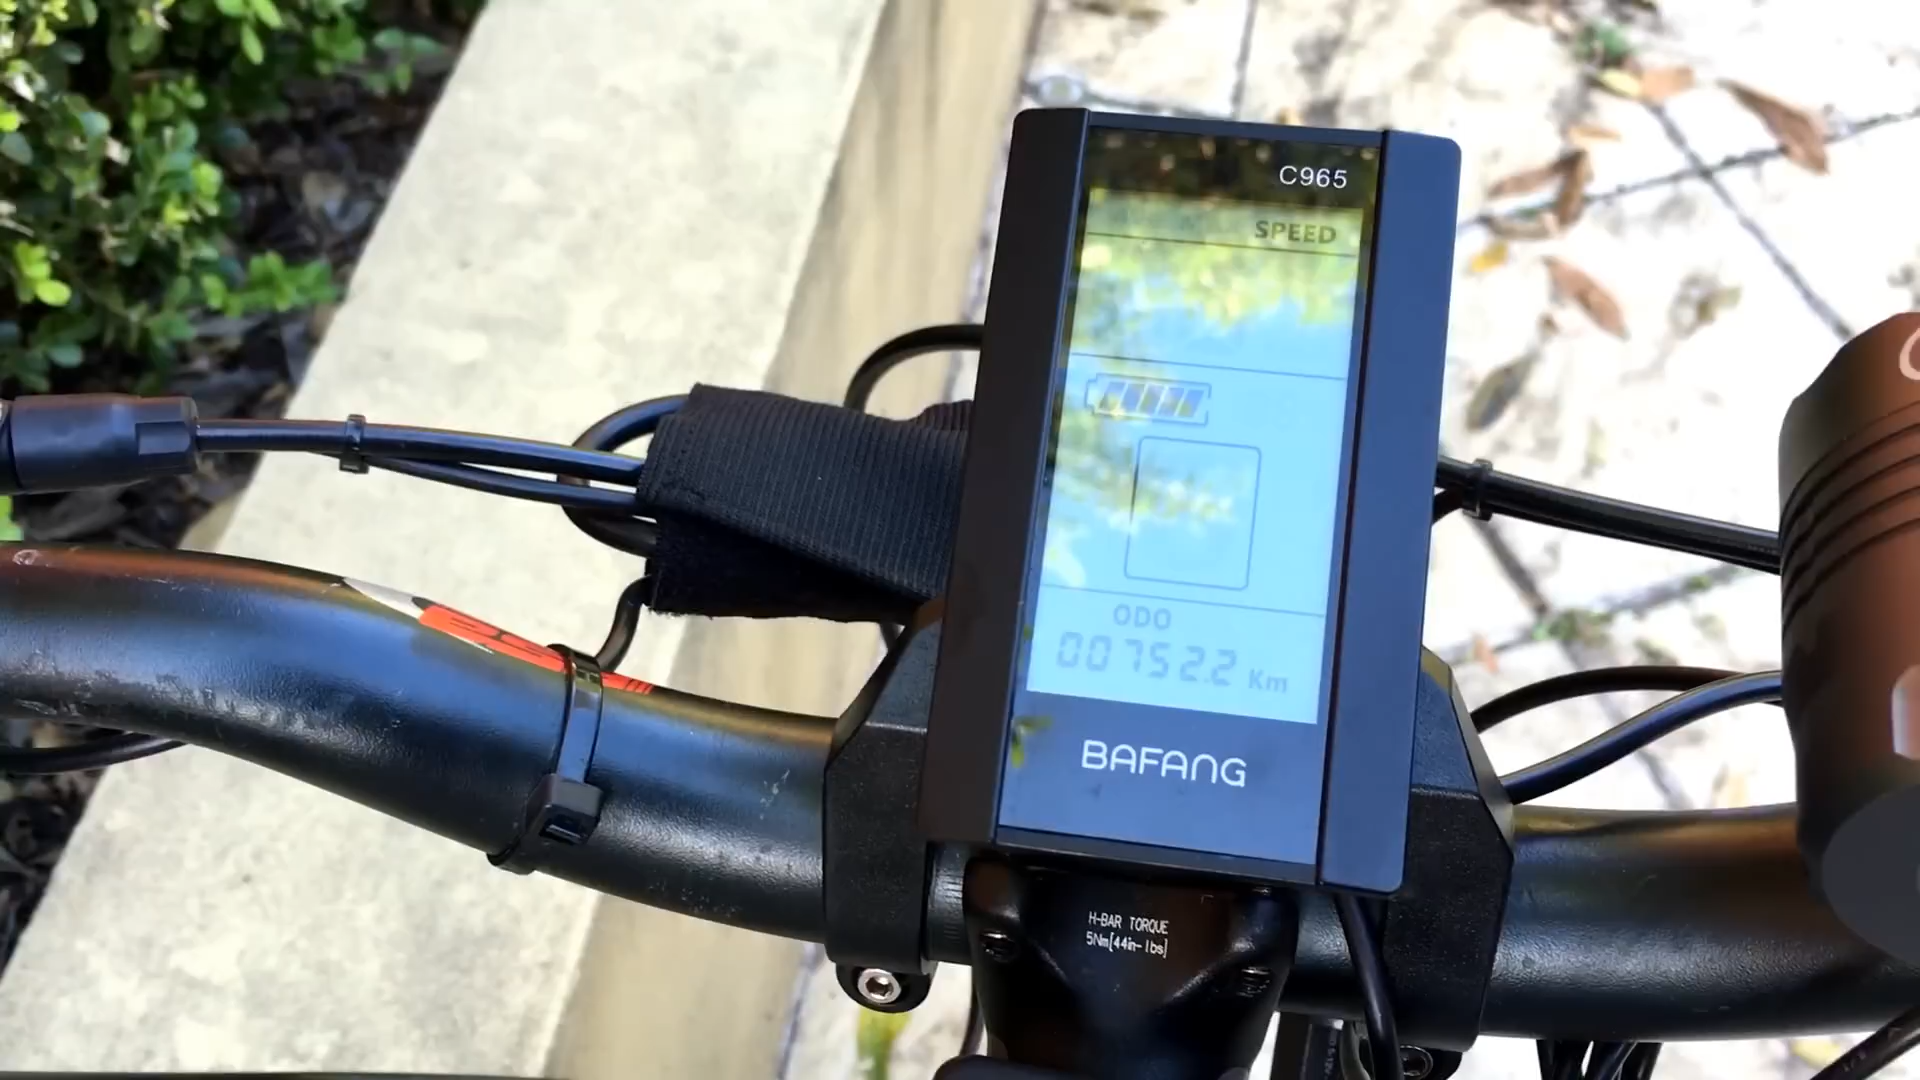 C965
SPEED
ODO
007522 Km
BAFANG
H-BAR TORQUE
5Nm[44in-lbs]